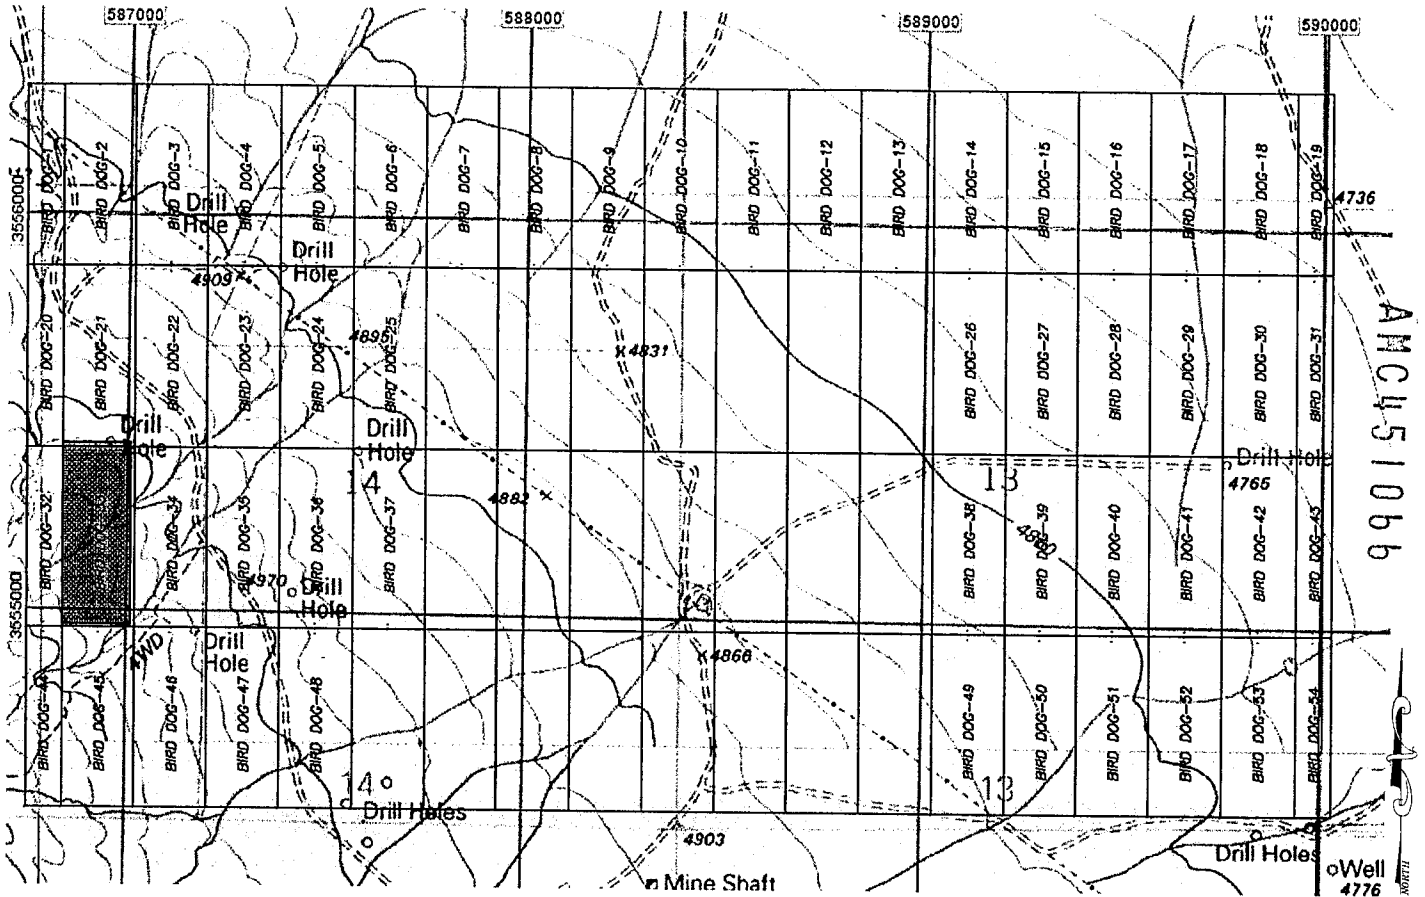 587000
588000
589000
590000
BIRD DOG-1
BIRD DOG-2
BIRD DOG-3
BIRD DOG-4
BIRD DOG-5
BIRD DOG-6
BIRD DOG-7
BIRD DOG-8
BIRD DOG-9
BIRD DOG-10
BIRD DOG-11
BIRD DOG-12
BIRD DOG-13
BIRD DOG-14
BIRD DOG-15
BIRD DOG-16
BIRD DOG-17
BIRD DOG-18
BIRD DOG-19
3556000
Drill
Hole
4736
Drill
Hole
4909
BIRD DOG-20
BIRD DOG-21
BIRD DOG-22
BIRD DOG-23
BIRD DOG-24
BIRD DOG-25
4895
4831
BIRD DOG-26
BIRD DOG-27
BIRD DOG-28
BIRD DOG-29
BIRD DOG-30
BIRD DOG-31
AMC451066
Drill
Hole
Drill
Hole
14
4882
13
Drill Hole
4765
BIRD DOG-32
BIRD DOG-34
BIRD DOG-35
BIRD DOG-36
BIRD DOG-37
BIRD DOG-38
BIRD DOG-39
BIRD DOG-40
BIRD DOG-41
BIRD DOG-42
BIRD DOG-43
4800
3555000
4970
Drill
Hole
4WD
Drill
Hole
4866
BIRD DOG-44
BIRD DOG-45
BIRD DOG-46
BIRD DOG-47
BIRD DOG-48
BIRD DOG-49
BIRD DOG-50
BIRD DOG-51
BIRD DOG-52
BIRD DOG-53
BIRD DOG-54
14
13
Drill Holes
4903
Drill Holes
Mine Shaft
Well
4776
NORTH